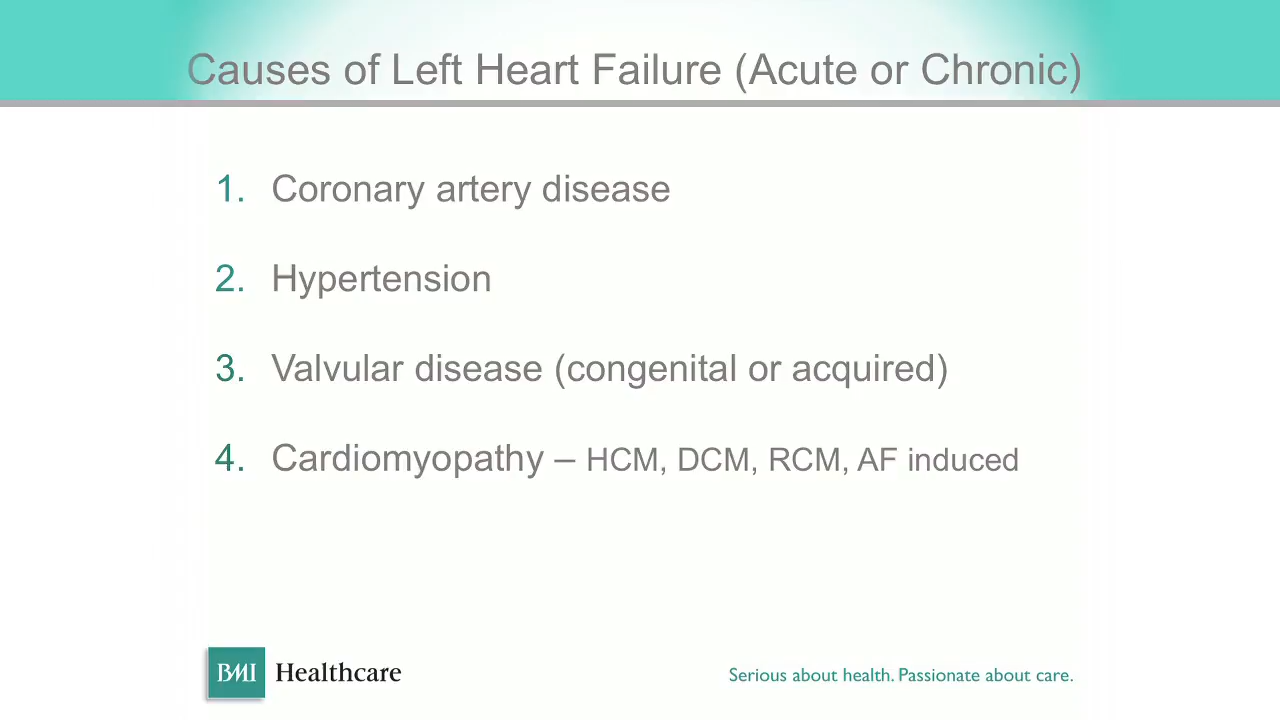 Causes of Left Heart Failure (Acute or Chronic)
1. Coronary artery disease
2. Hypertension
3. Valvular disease (congenital or acquired)
4. Cardiomyopathy – HCM, DCM, RCM, AF induced
BMI Healthcare
Serious about health. Passionate about care.